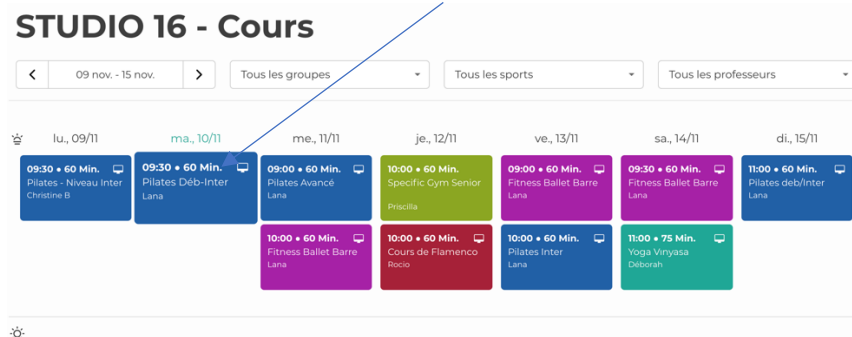 STUDIO 16 - Cours
09 nov. - 15 nov.
Tous les groupes
Tous les sports
Tous les professeurs
lu., 09/11
ma., 10/11
me., 11/11
je., 12/11
ve., 13/11
sa., 14/11
di., 15/11
09:30 • 60 Min.
Pilates - Niveau Inter
Christine B
09:30 • 60 Min.
Pilates Déb-Inter
Lana
09:00 • 60 Min.
Pilates Avancé
Lana
10:00 • 60 Min.
Specific Gym Senior
Priscilla
09:00 • 60 Min.
Fitness Ballet Barre
Lana
09:30 • 60 Min.
Fitness Ballet Barre
Lana
11:00 • 60 Min.
Pilates deb/Inter
Lana
10:00 • 60 Min.
Fitness Ballet Barre
Lana
10:00 • 60 Min.
Cours de Flamenco
Rocio
10:00 • 60 Min.
Pilates Inter
Lana
11:00 • 75 Min.
Yoga Vinyasa
Déborah